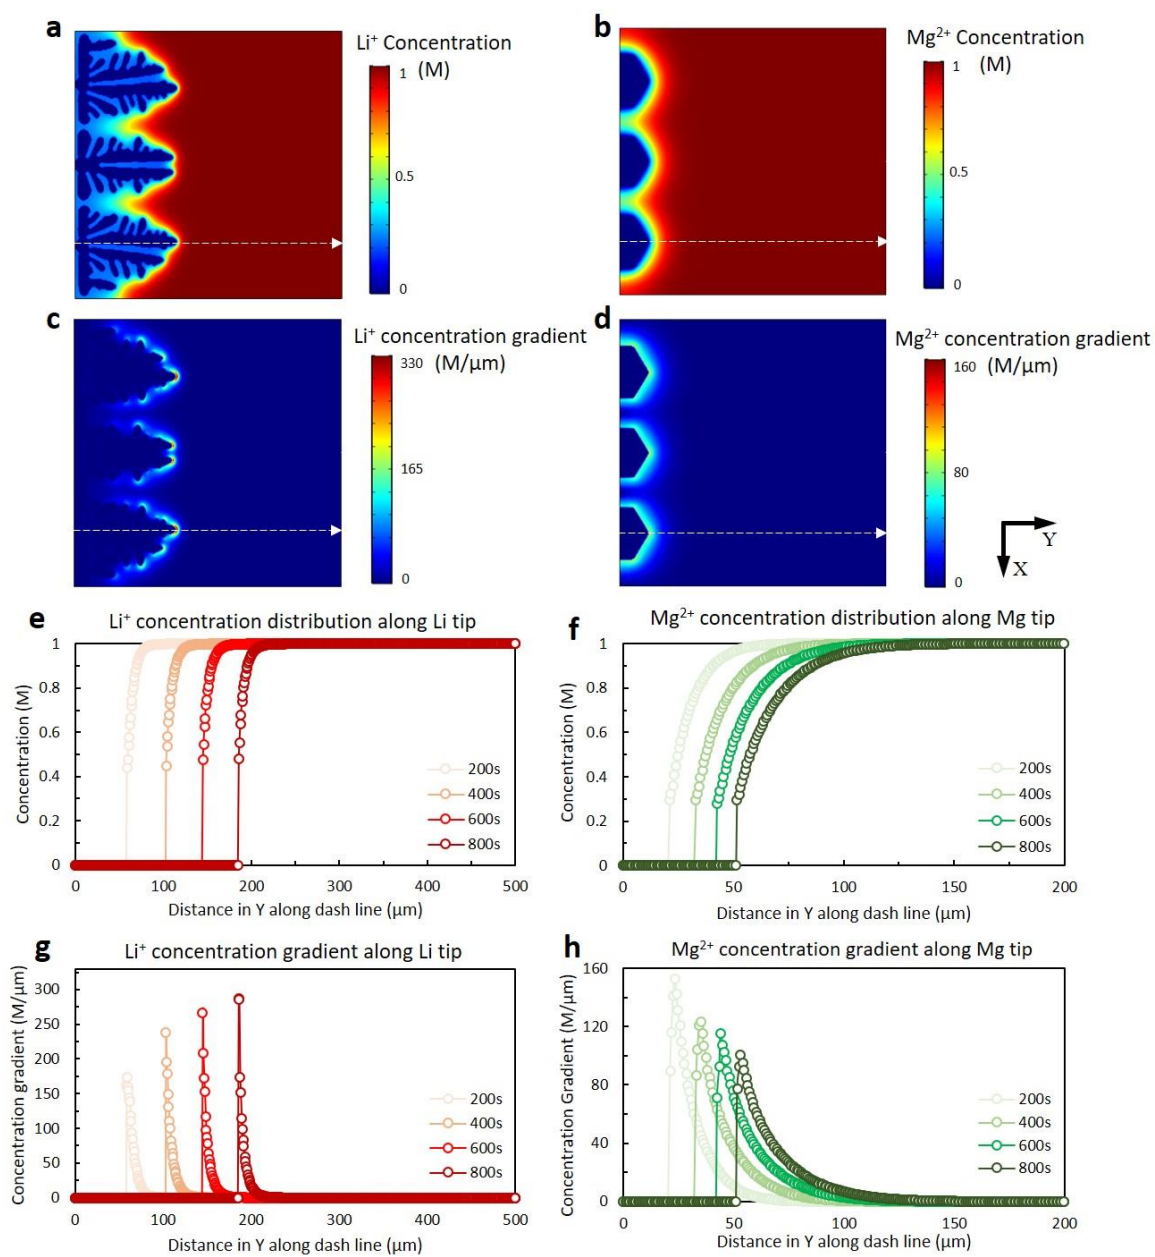 a
Li⁺ Concentration
(M)
1
0.5
0
b
Mg²⁺ Concentration
(M)
1
0.5
0
c
Li⁺ concentration gradient
(M/μm)
330
165
0
d
Mg²⁺ concentration gradient
(M/μm)
160
80
0
Y
X
e
Li⁺ concentration distribution along Li tip
Concentration (M)
1
0.8
0.6
0.4
0.2
0
200s
400s
600s
800s
0 100 200 300 400 500
Distance in Y along dash line (μm)
f
Mg²⁺ concentration distribution along Mg tip
Concentration (M)
1
0.8
0.6
0.4
0.2
0
200s
400s
600s
800s
0 50 100 150 200
Distance in Y along dash line (μm)
g
Li⁺ concentration gradient along Li tip
Concentration gradient (M/μm)
300
250
200
150
100
50
0
200s
400s
600s
800s
0 100 200 300 400 500
Distance in Y along dash line (μm)
h
Mg²⁺ concentration gradient along Mg tip
Concentration Gradient (M/μm)
160
120
80
40
0
200s
400s
600s
800s
0 50 100 150 200
Distance in Y along dash line (μm)